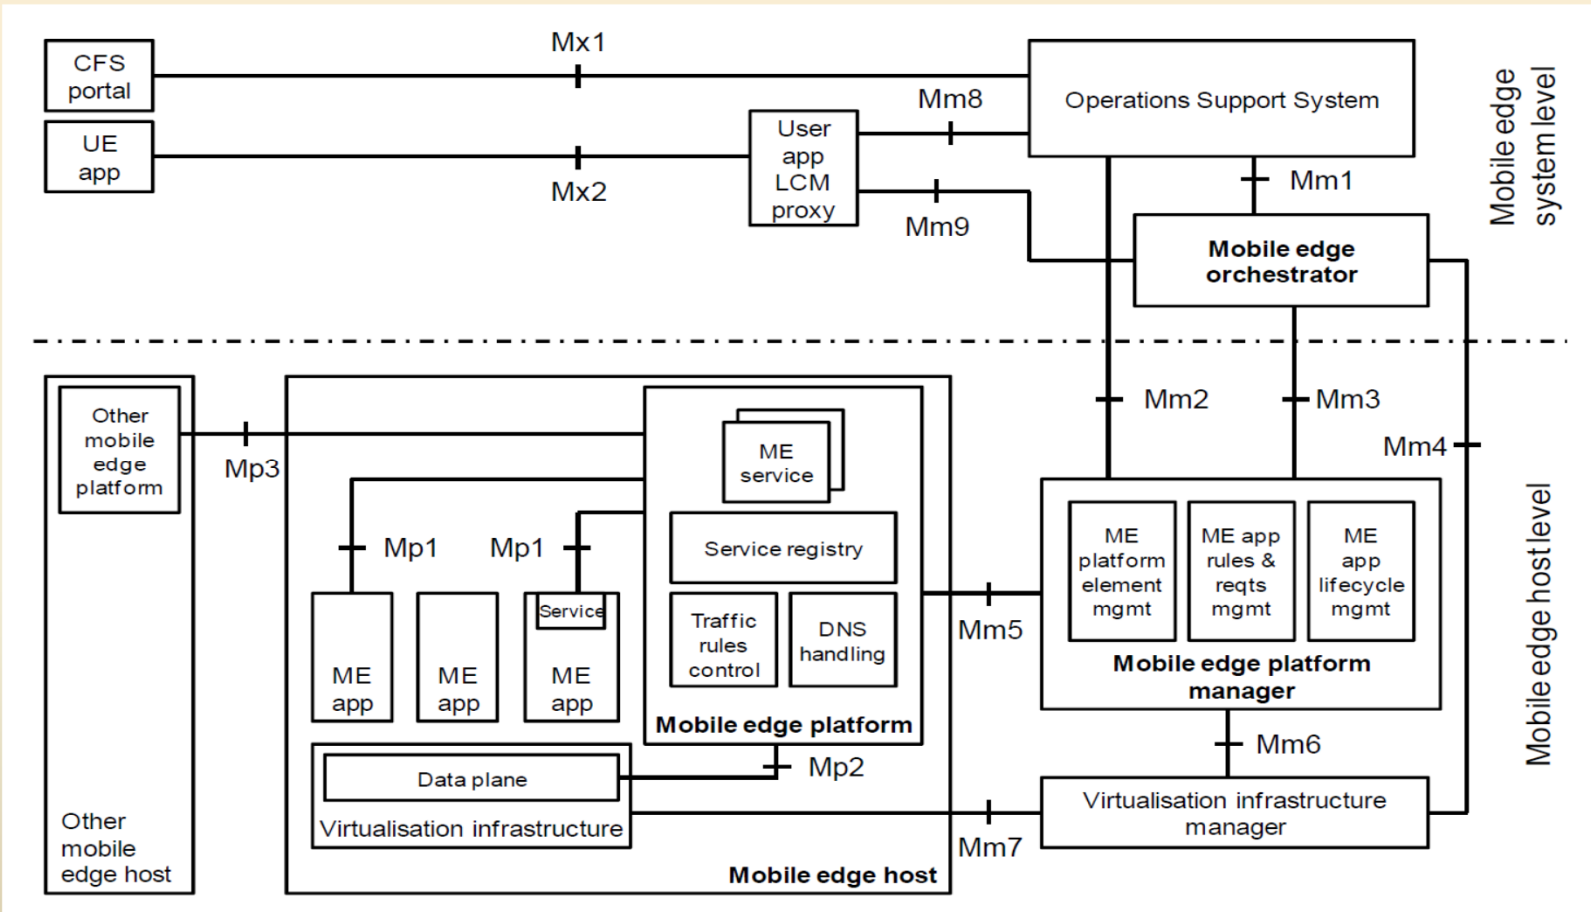 CFS
portal
Mx1
Operations Support System
UE
app
Mx2
User
app
LCM
proxy
Mm8
Mm9
Mm1
Mobile edge
orchestrator
Mobile edge
system level
Other
mobile
edge
platform
Mp3
Mp1
Mp1
ME
service
Service registry
Traffic
rules
control
DNS
handling
Mobile edge platform
ME
app
ME
app
Service
ME
app
Data plane
Virtualisation infrastructure
Mp2
Other
mobile
edge host
Mobile edge host
Mm2
Mm3
Mm4
Mm5
ME
platform
element
mgmt
ME app
rules &
reqts
mgmt
ME
app
lifecycle
mgmt
Mobile edge platform
manager
Mm6
Mm7
Virtualisation infrastructure
manager
Mobile edge host level